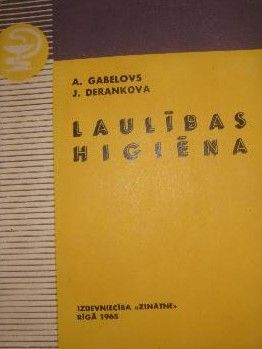 A. GABELOVS
J. DERANKOVA
LAULĪBAS
HIGIĒNA
IZDEVNIECĪBA «ZINĀTNE»
RĪGĀ 1965